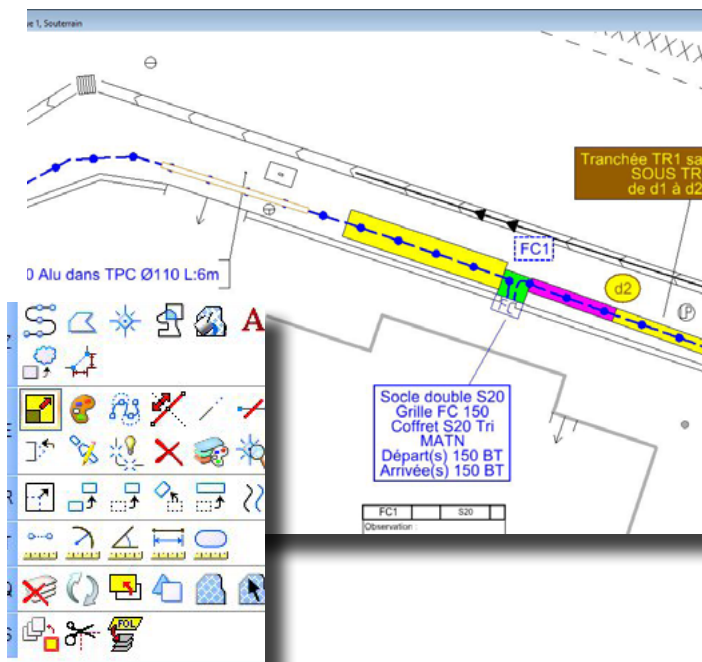 e 1, Souterrain
Tranchée TR1 sa
SOUS TR
de d1 à d2
FC1
d2
0 Alu dans TPC Ø110 L:6m
FC
P
Socle double S20
Grille FC 150
Coffret S20 Tri
MATN
Départ(s) 150 BT
Arrivée(s) 150 BT
FC1 S20
Observation :
Z
A
E
R
T
Q
S
FOL